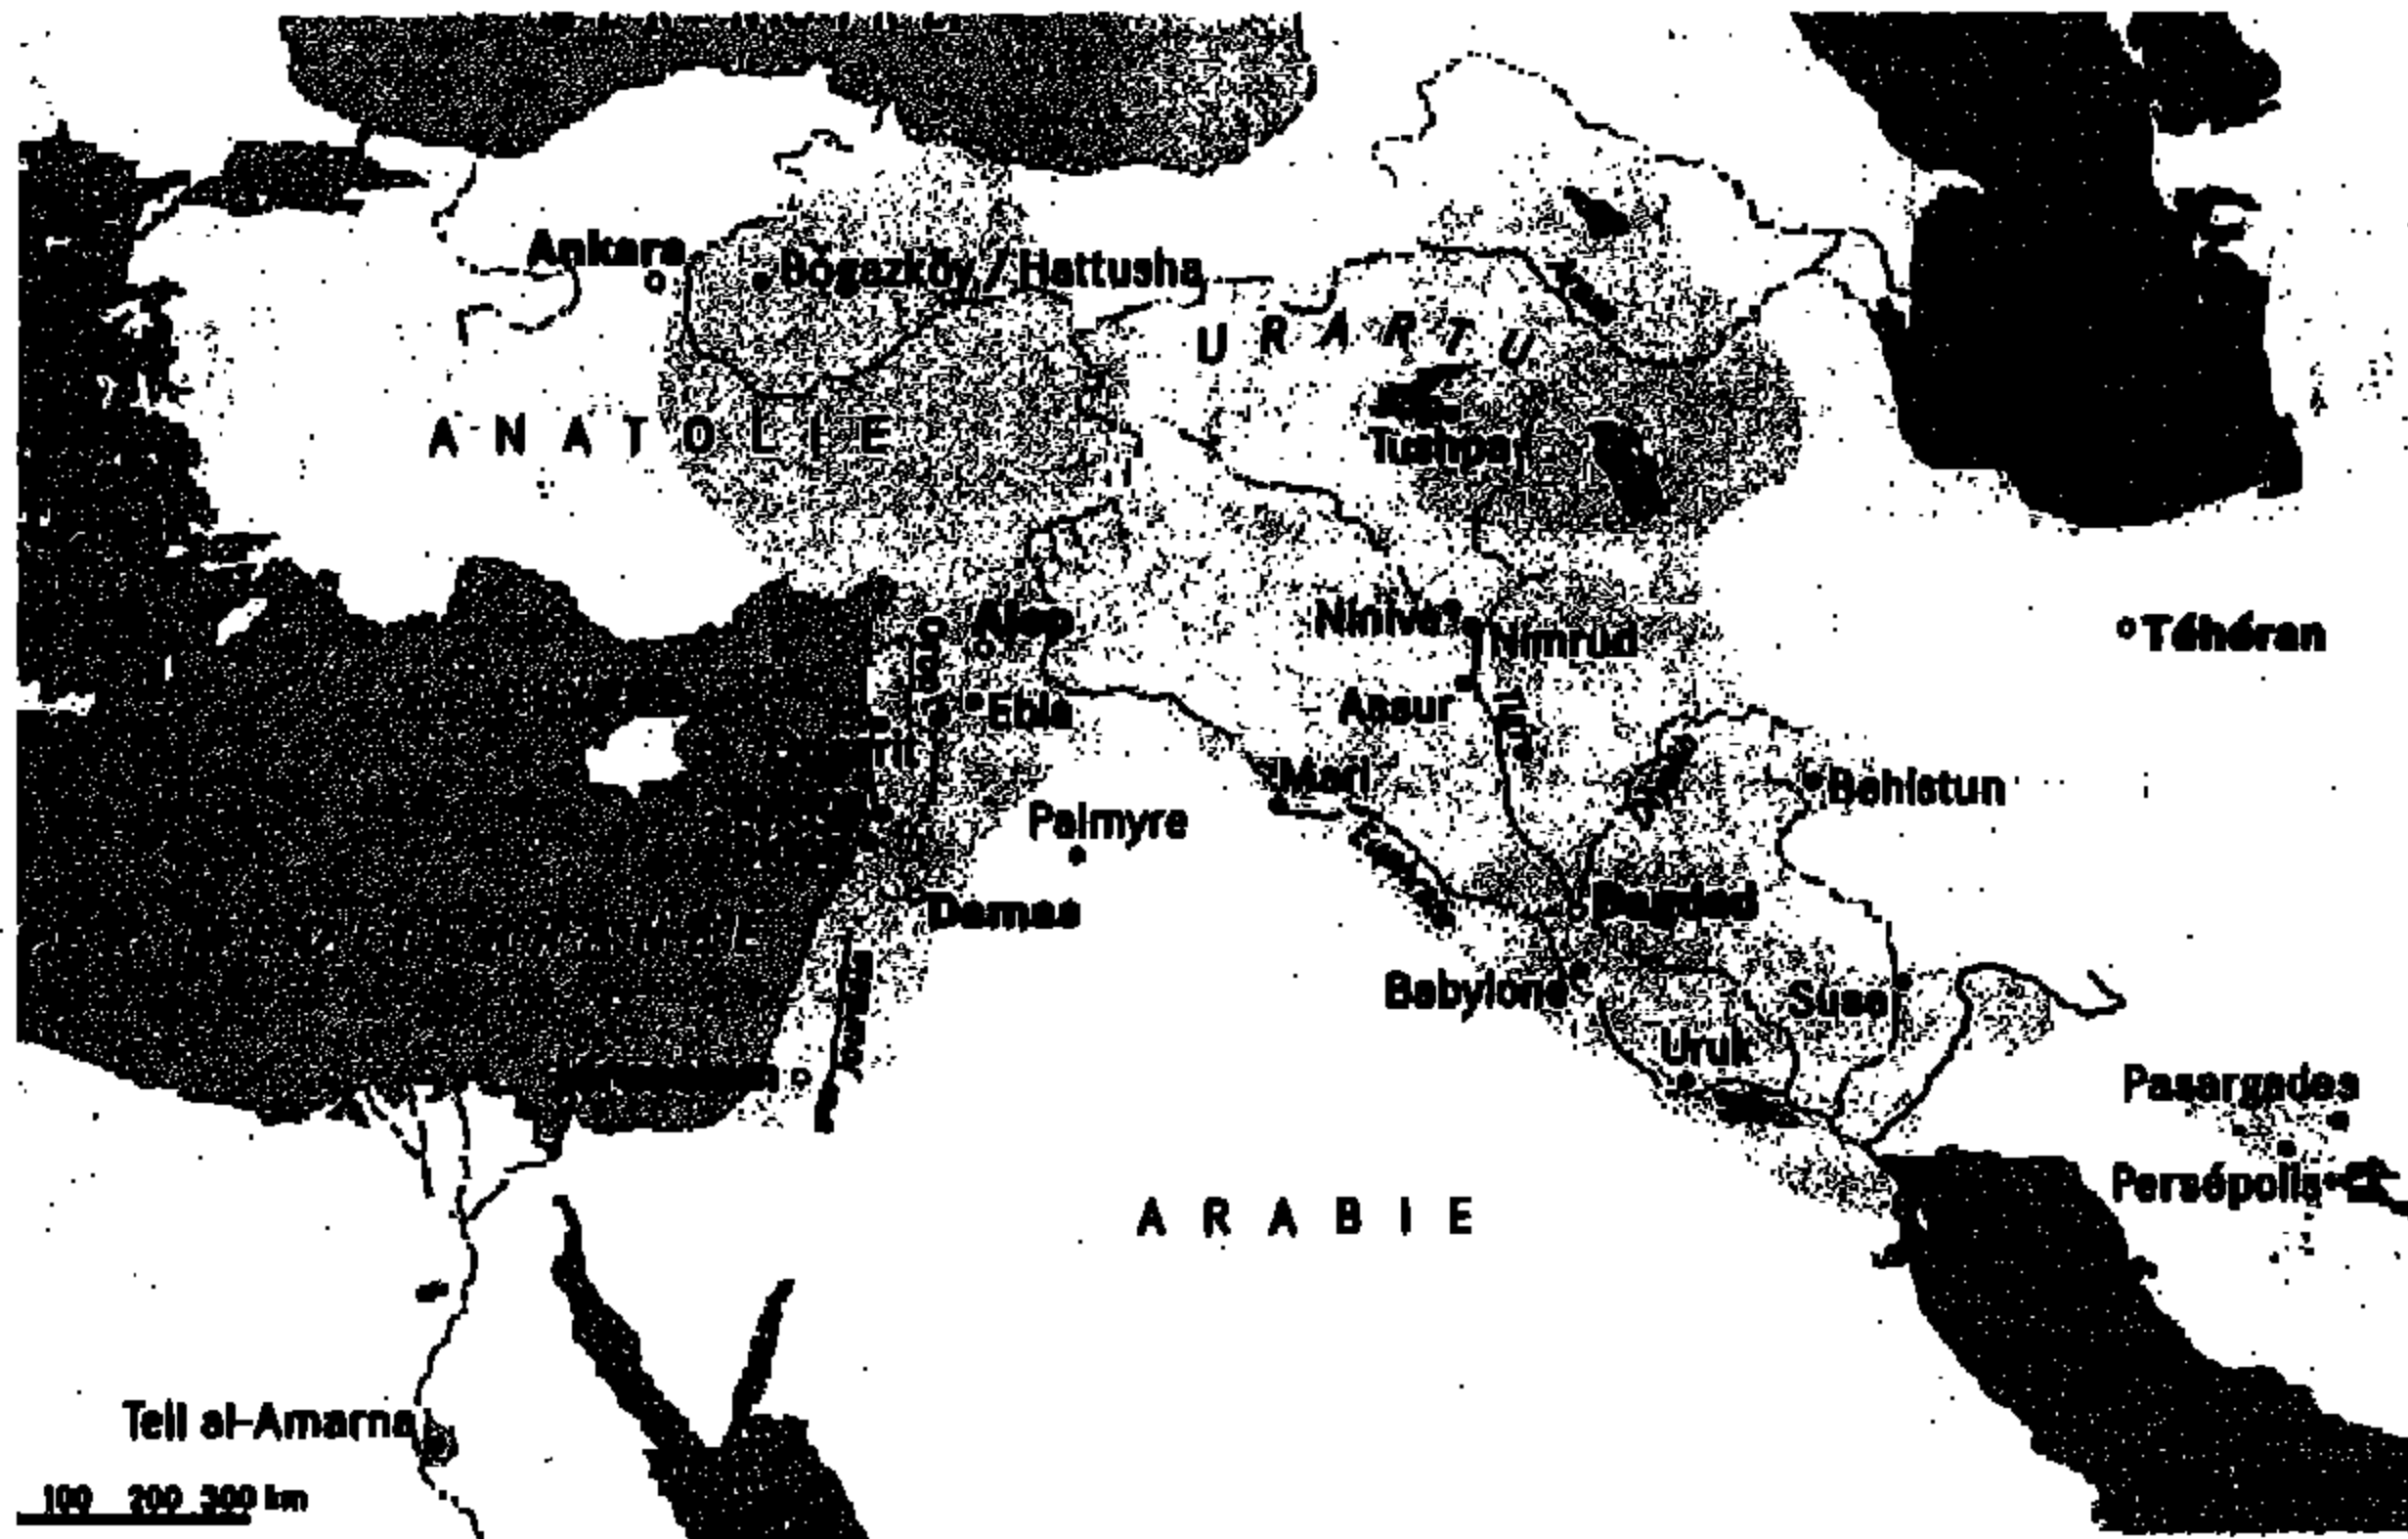 Ankara
Bogazköy / Hattusha
URARTU
ANATOLIE
Tushpa
Ninive
Nimrud
Téhéran
Alep
Ebla
Assur
Mari
Behistun
Palmyre
Bagdad
Damas
Babylone
Suse
Uruk
Pasargades
Persépolis
ARABIE
Tell al-Amarna
100 200 300 km